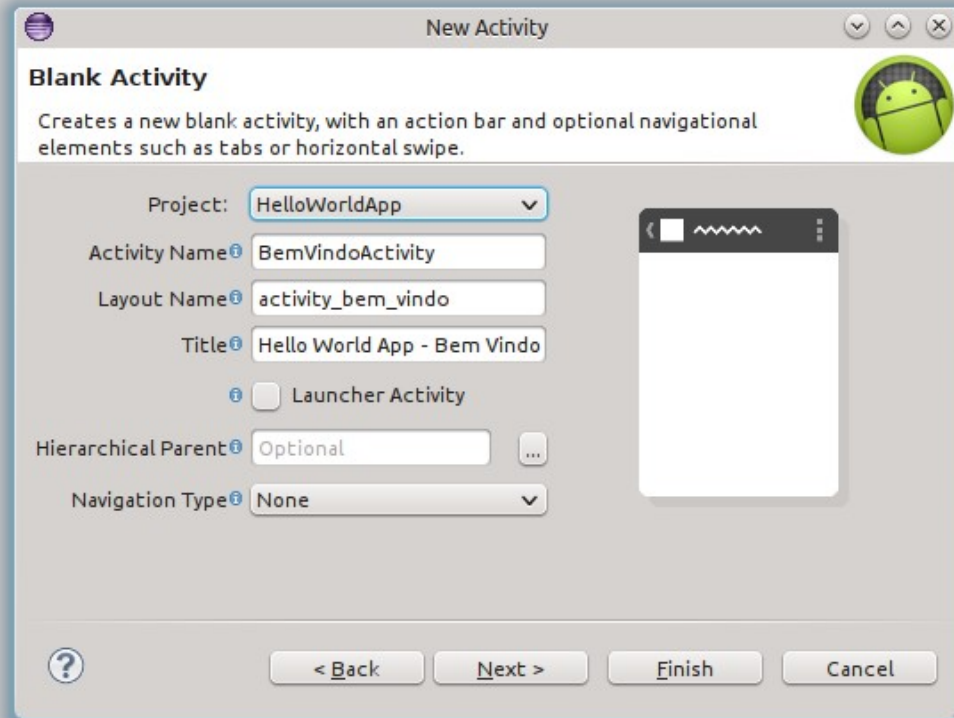 New Activity
Blank Activity
Creates a new blank activity, with an action bar and optional navigational
elements such as tabs or horizontal swipe.
Project: HelloWorldApp
Activity Name BemVindoActivity
Layout Name activity_bem_vindo
Title Hello World App - Bem Vindo
Launcher Activity
Hierarchical Parent Optional ...
Navigation Type None
? < Back Next > Finish Cancel